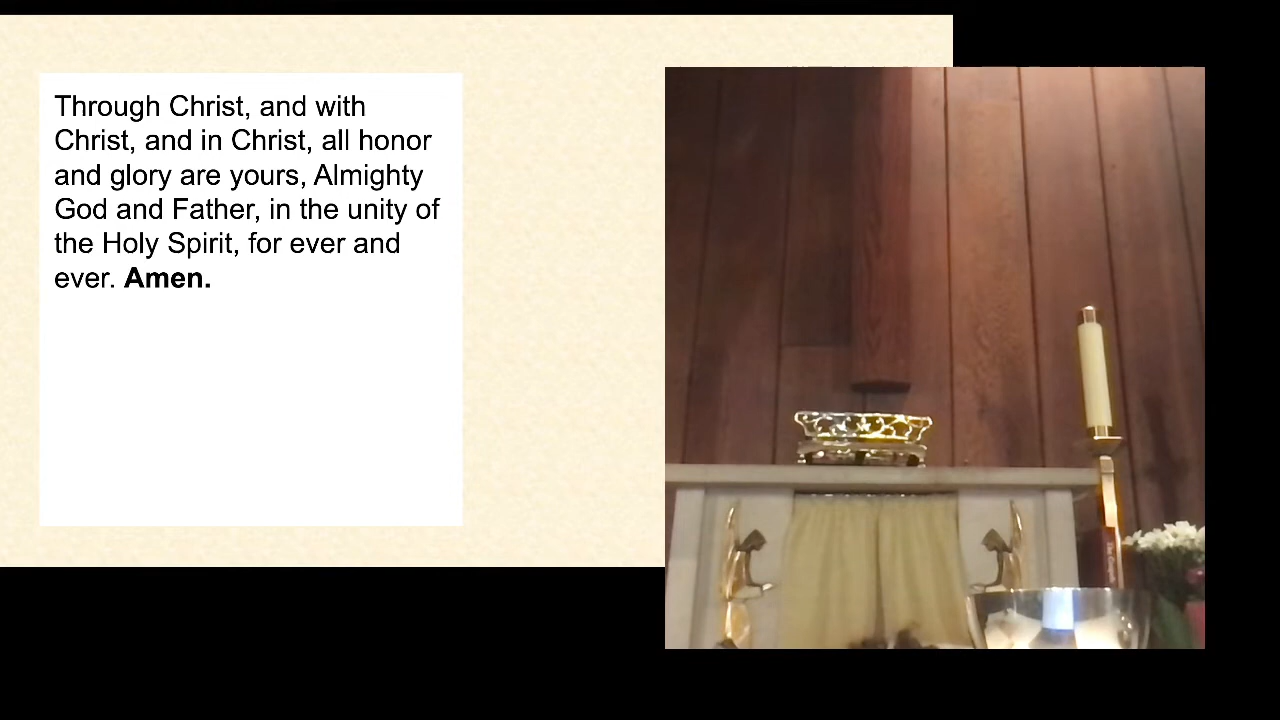 Through Christ, and with
Christ, and in Christ, all honor
and glory are yours, Almighty
God and Father, in the unity of
the Holy Spirit, for ever and
ever. Amen.